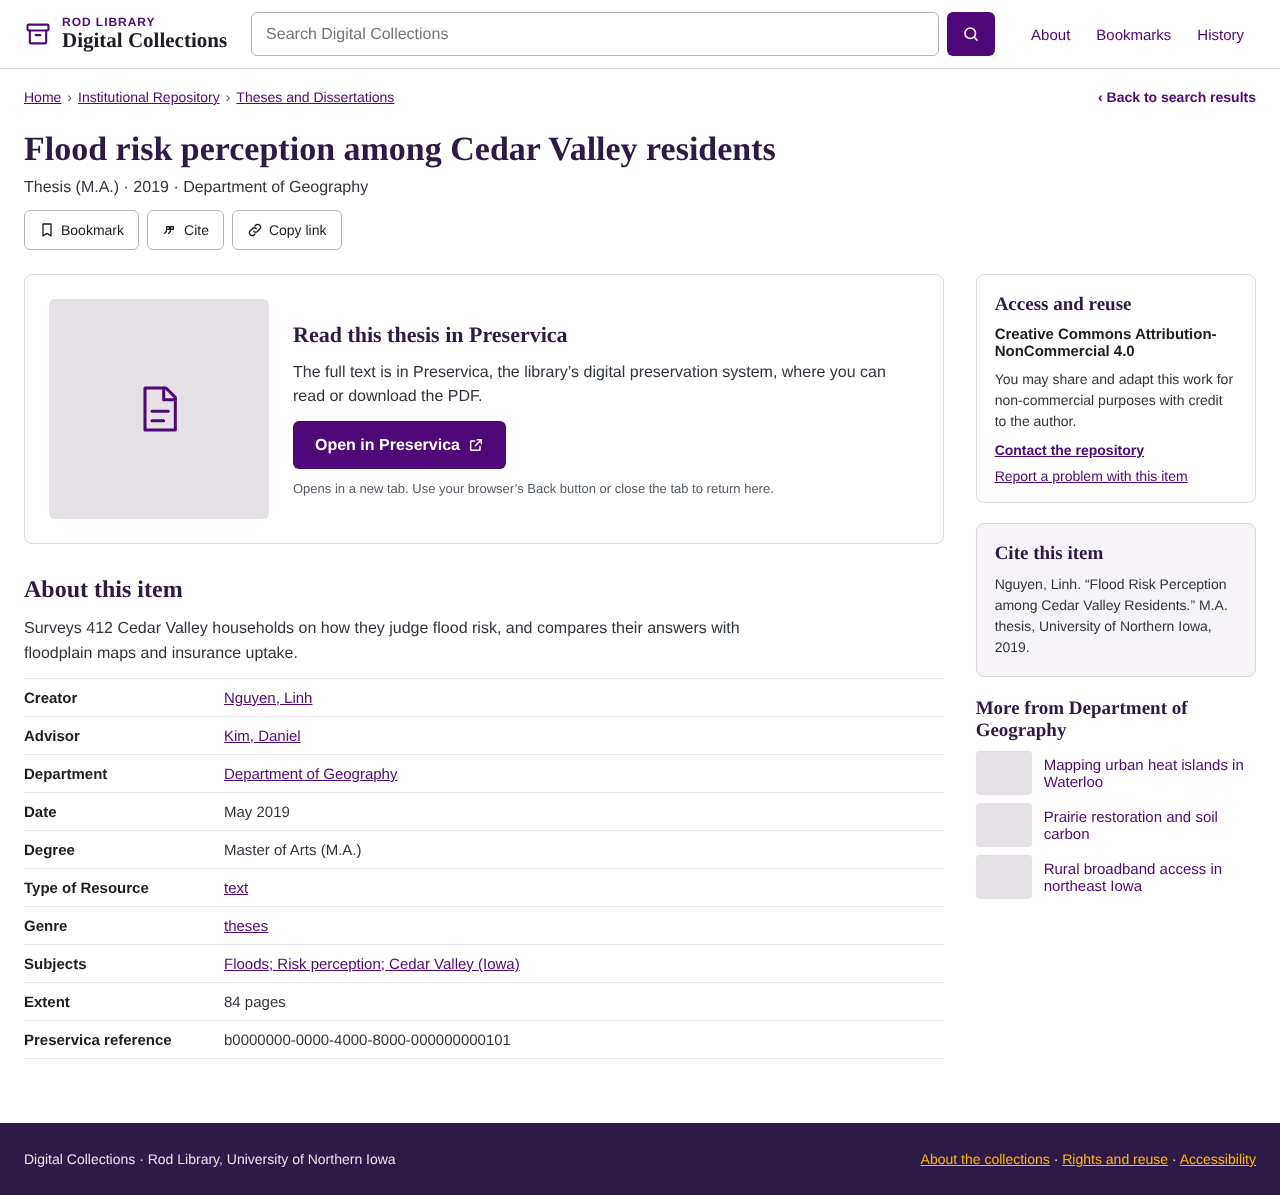 ROD LIBRARY
Digital Collections
Search Digital Collections
About
Bookmarks
History
Home › Institutional Repository › Theses and Dissertations
‹ Back to search results
Flood risk perception among Cedar Valley residents
Thesis (M.A.) · 2019 · Department of Geography
Bookmark
Cite
Copy link
Read this thesis in Preservica
The full text is in Preservica, the library’s digital preservation system, where you can
read or download the PDF.
Open in Preservica
Opens in a new tab. Use your browser’s Back button or close the tab to return here.
About this item
Surveys 412 Cedar Valley households on how they judge flood risk, and compares their answers with
floodplain maps and insurance uptake.
Creator Nguyen, Linh
Advisor Kim, Daniel
Department Department of Geography
Date May 2019
Degree Master of Arts (M.A.)
Type of Resource text
Genre theses
Subjects Floods; Risk perception; Cedar Valley (Iowa)
Extent 84 pages
Preservica reference b0000000-0000-4000-8000-000000000101
Access and reuse
Creative Commons Attribution-
NonCommercial 4.0
You may share and adapt this work for
non-commercial purposes with credit
to the author.
Contact the repository
Report a problem with this item
Cite this item
Nguyen, Linh. “Flood Risk Perception
among Cedar Valley Residents.” M.A.
thesis, University of Northern Iowa,
2019.
More from Department of
Geography
Mapping urban heat islands in
Waterloo
Prairie restoration and soil
carbon
Rural broadband access in
northeast Iowa
Digital Collections · Rod Library, University of Northern Iowa
About the collections · Rights and reuse · Accessibility